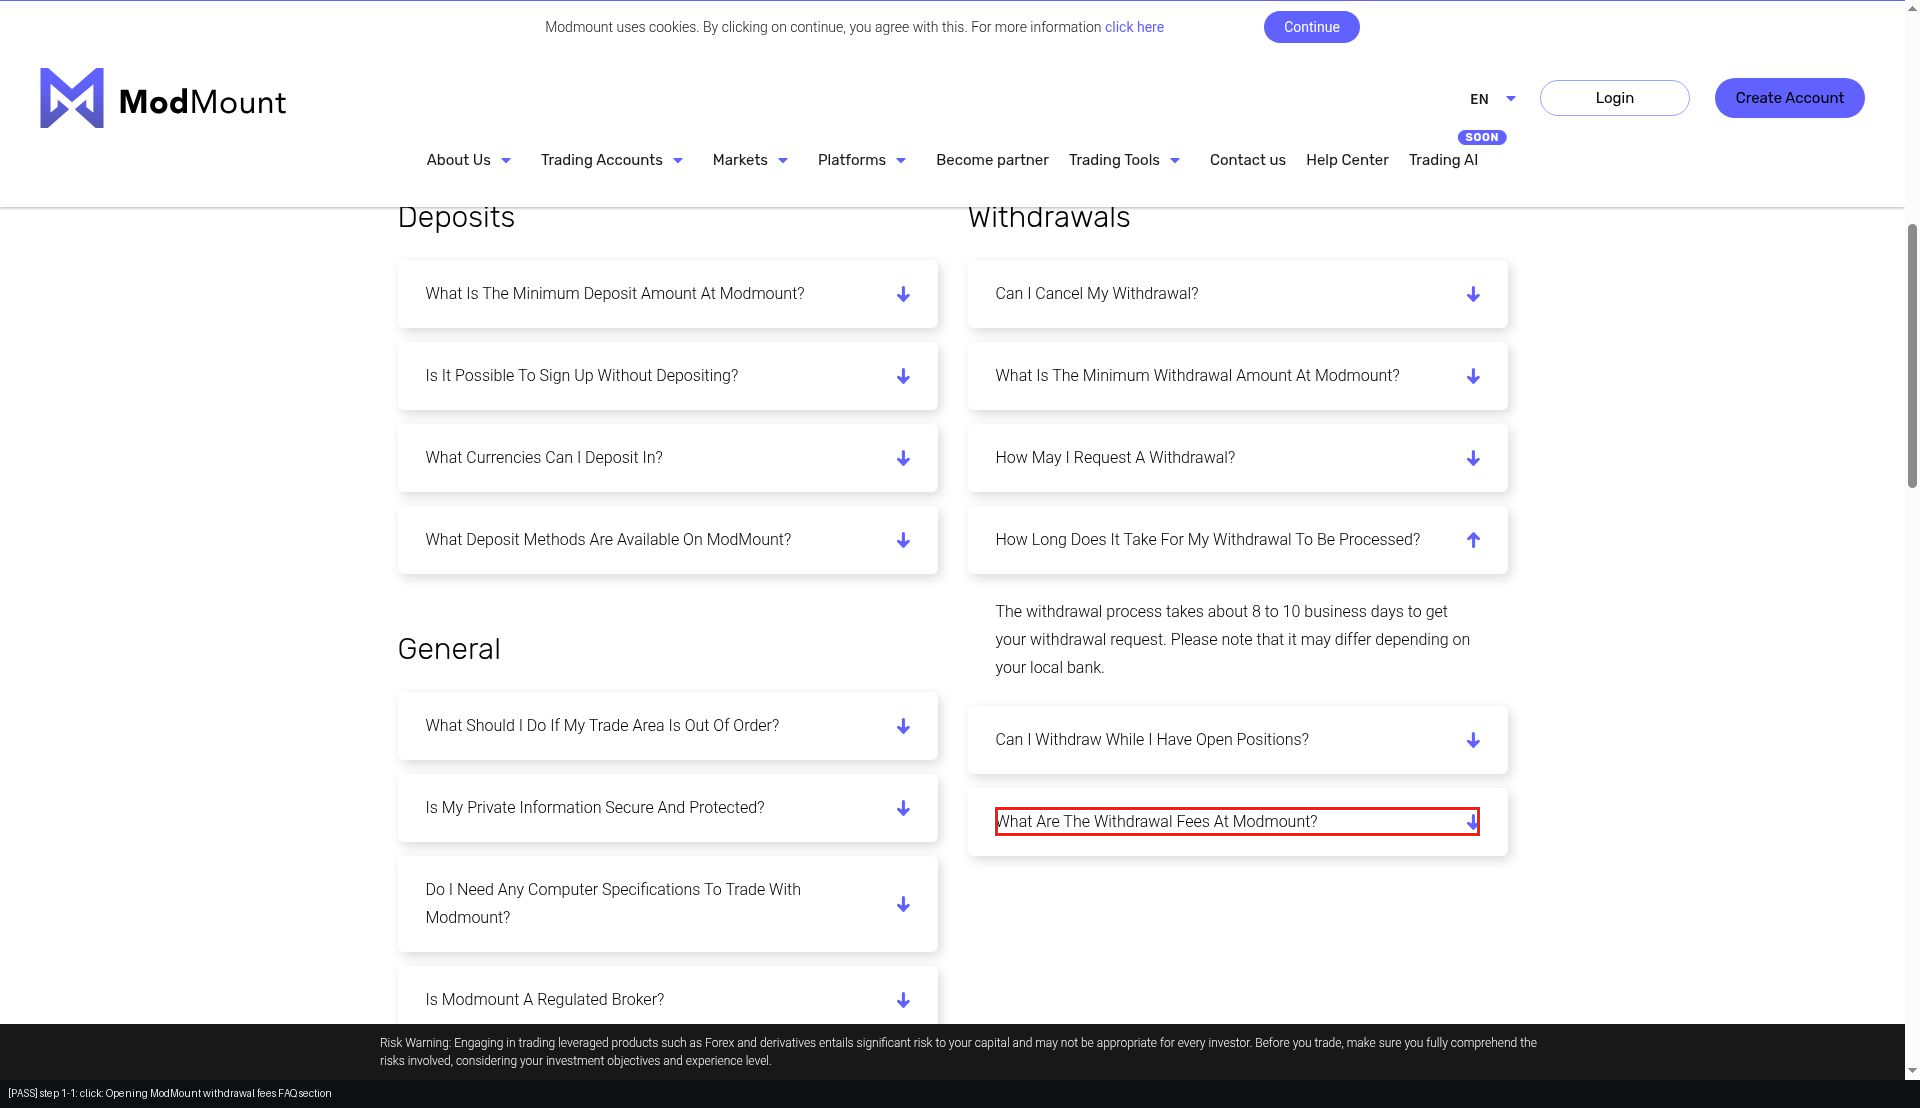 Modmount uses cookies. By clicking on continue, you agree with this. For more information click here
Continue
ModMount
EN
Login
Create Account
SOON
About Us
Trading Accounts
Markets
Platforms
Become partner
Trading Tools
Contact us
Help Center
Trading AI
Deposits
What Is The Minimum Deposit Amount At Modmount?
Is It Possible To Sign Up Without Depositing?
What Currencies Can I Deposit In?
What Deposit Methods Are Available On ModMount?
General
What Should I Do If My Trade Area Is Out Of Order?
Is My Private Information Secure And Protected?
Do I Need Any Computer Specifications To Trade With
Modmount?
Is Modmount A Regulated Broker?
Withdrawals
Can I Cancel My Withdrawal?
What Is The Minimum Withdrawal Amount At Modmount?
How May I Request A Withdrawal?
How Long Does It Take For My Withdrawal To Be Processed?
The withdrawal process takes about 8 to 10 business days to get
your withdrawal request. Please note that it may differ depending on
your local bank.
Can I Withdraw While I Have Open Positions?
What Are The Withdrawal Fees At Modmount?
Risk Warning: Engaging in trading leveraged products such as Forex and derivatives entails significant risk to your capital and may not be appropriate for every investor. Before you trade, make sure you fully comprehend the
risks involved, considering your investment objectives and experience level.
[PASS] step 1-1: click: Opening ModMount withdrawal fees FAQ section